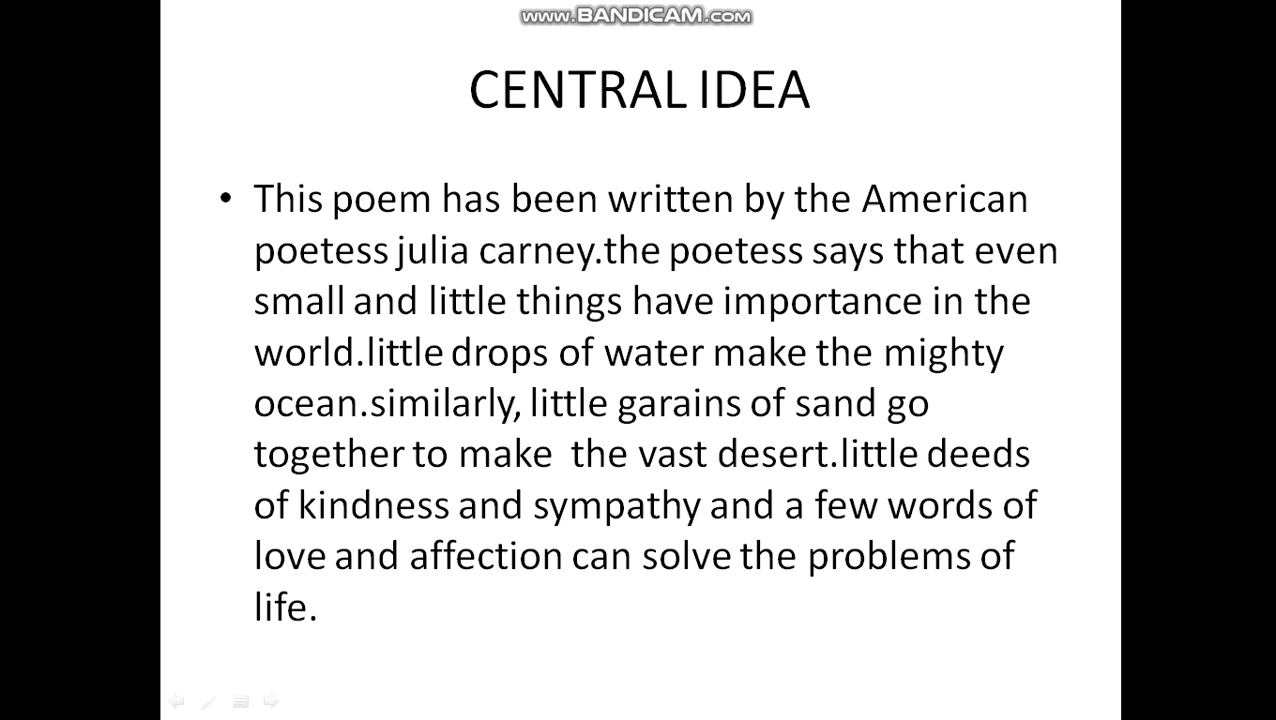 www.BANDICAM.com
CENTRAL IDEA
• This poem has been written by the American
poetess julia carney.the poetess says that even
small and little things have importance in the
world.little drops of water make the mighty
ocean.similarly, little garains of sand go
together to make  the vast desert.little deeds
of kindness and sympathy and a few words of
love and affection can solve the problems of
life.